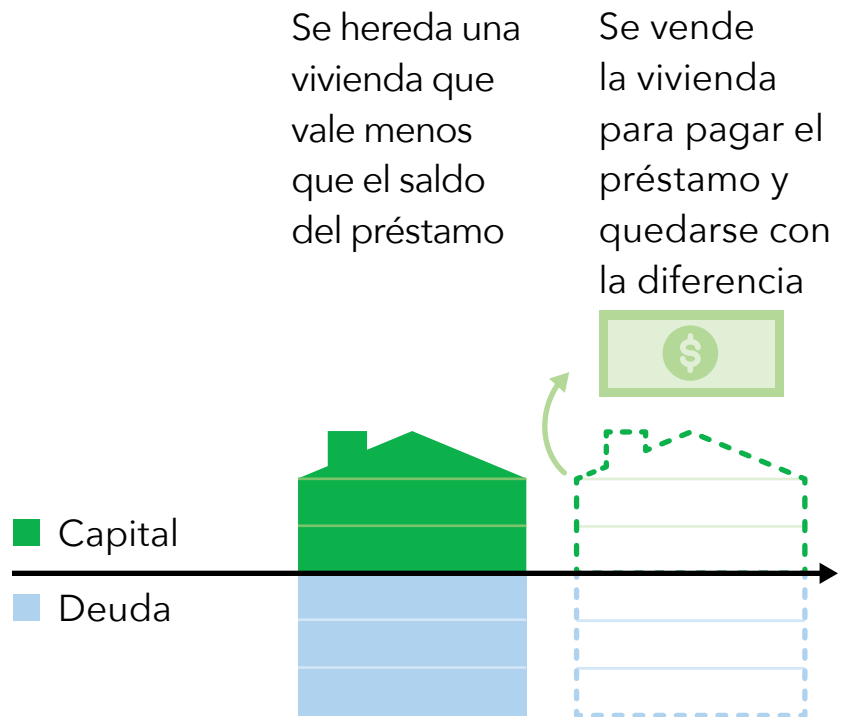 Se hereda una
vivienda que
vale menos
que el saldo
del préstamo
Se vende
la vivienda
para pagar el
préstamo y
quedarse con
la diferencia
$
Capital
Deuda